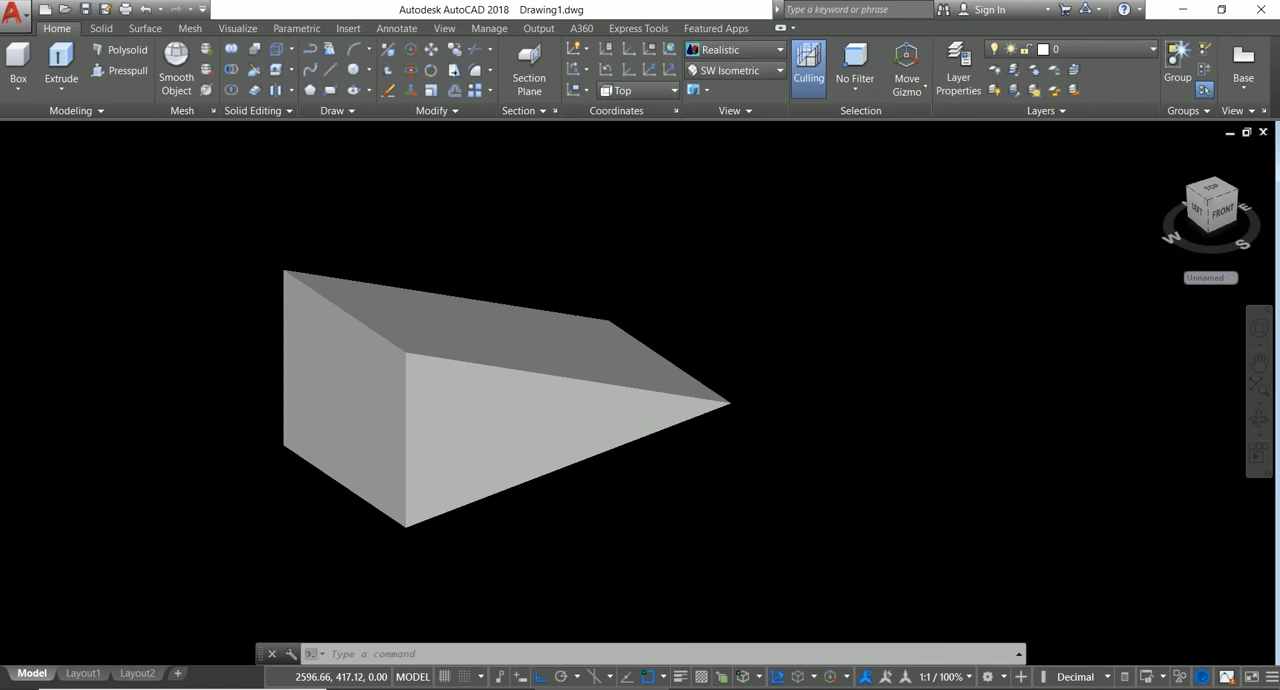 Autodesk AutoCAD 2018 Drawing1.dwg
Type a keyword or phrase
Sign In
Home Solid Surface Mesh Visualize Parametric Insert Annotate View Manage Output A360 Express Tools Featured Apps
Box
Extrude
Polysolid
Presspull
Smooth
Object
Section
Plane
Top
Realistic
SW Isometric
Culling
No Filter
Move
Gizmo
Layer
Properties
0
Group
Base
Modeling Mesh Solid Editing Draw Modify Section Coordinates View Selection Layers Groups View
TOP
LEFT FRONT
W S E
Unnamed
Type a command
Model Layout1 Layout2 +
2596.66, 417.12, 0.00 MODEL
1:1 / 100%
Decimal